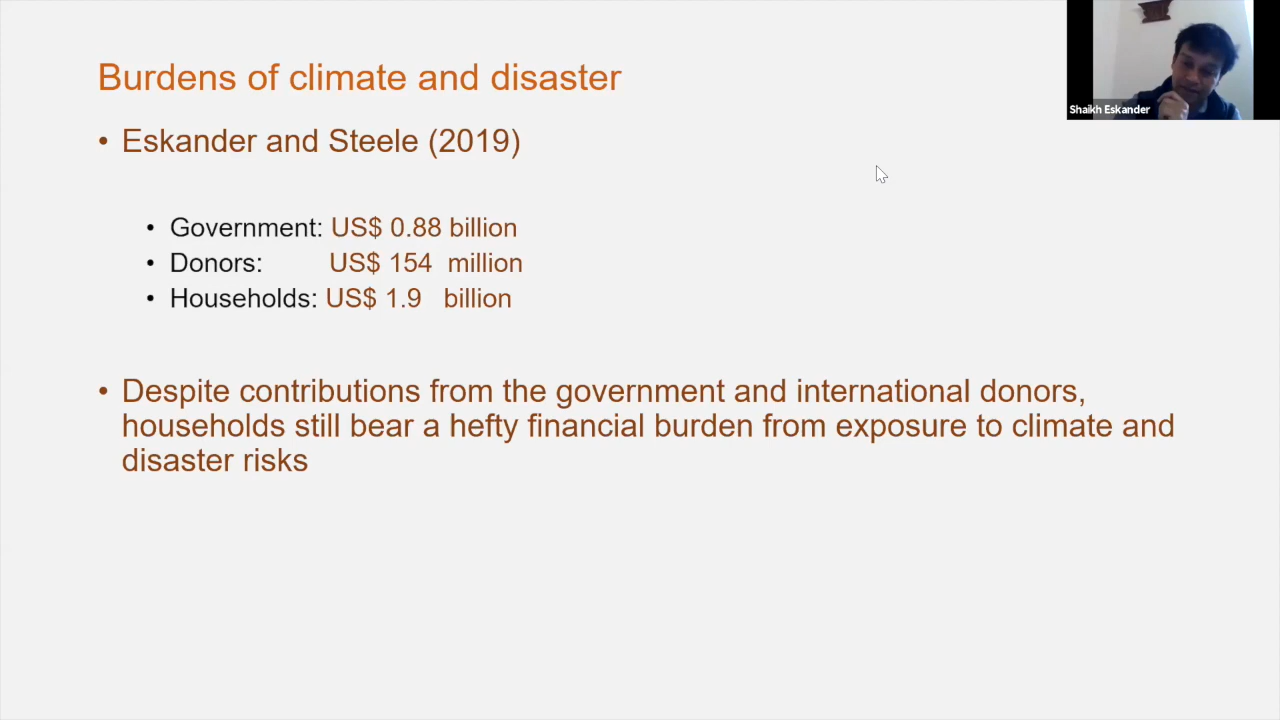 Burdens of climate and disaster
Shaikh Eskander
• Eskander and Steele (2019)
• Government: US$ 0.88 billion
• Donors: US$ 154 million
• Households: US$ 1.9 billion
• Despite contributions from the government and international donors,
households still bear a hefty financial burden from exposure to climate and
disaster risks